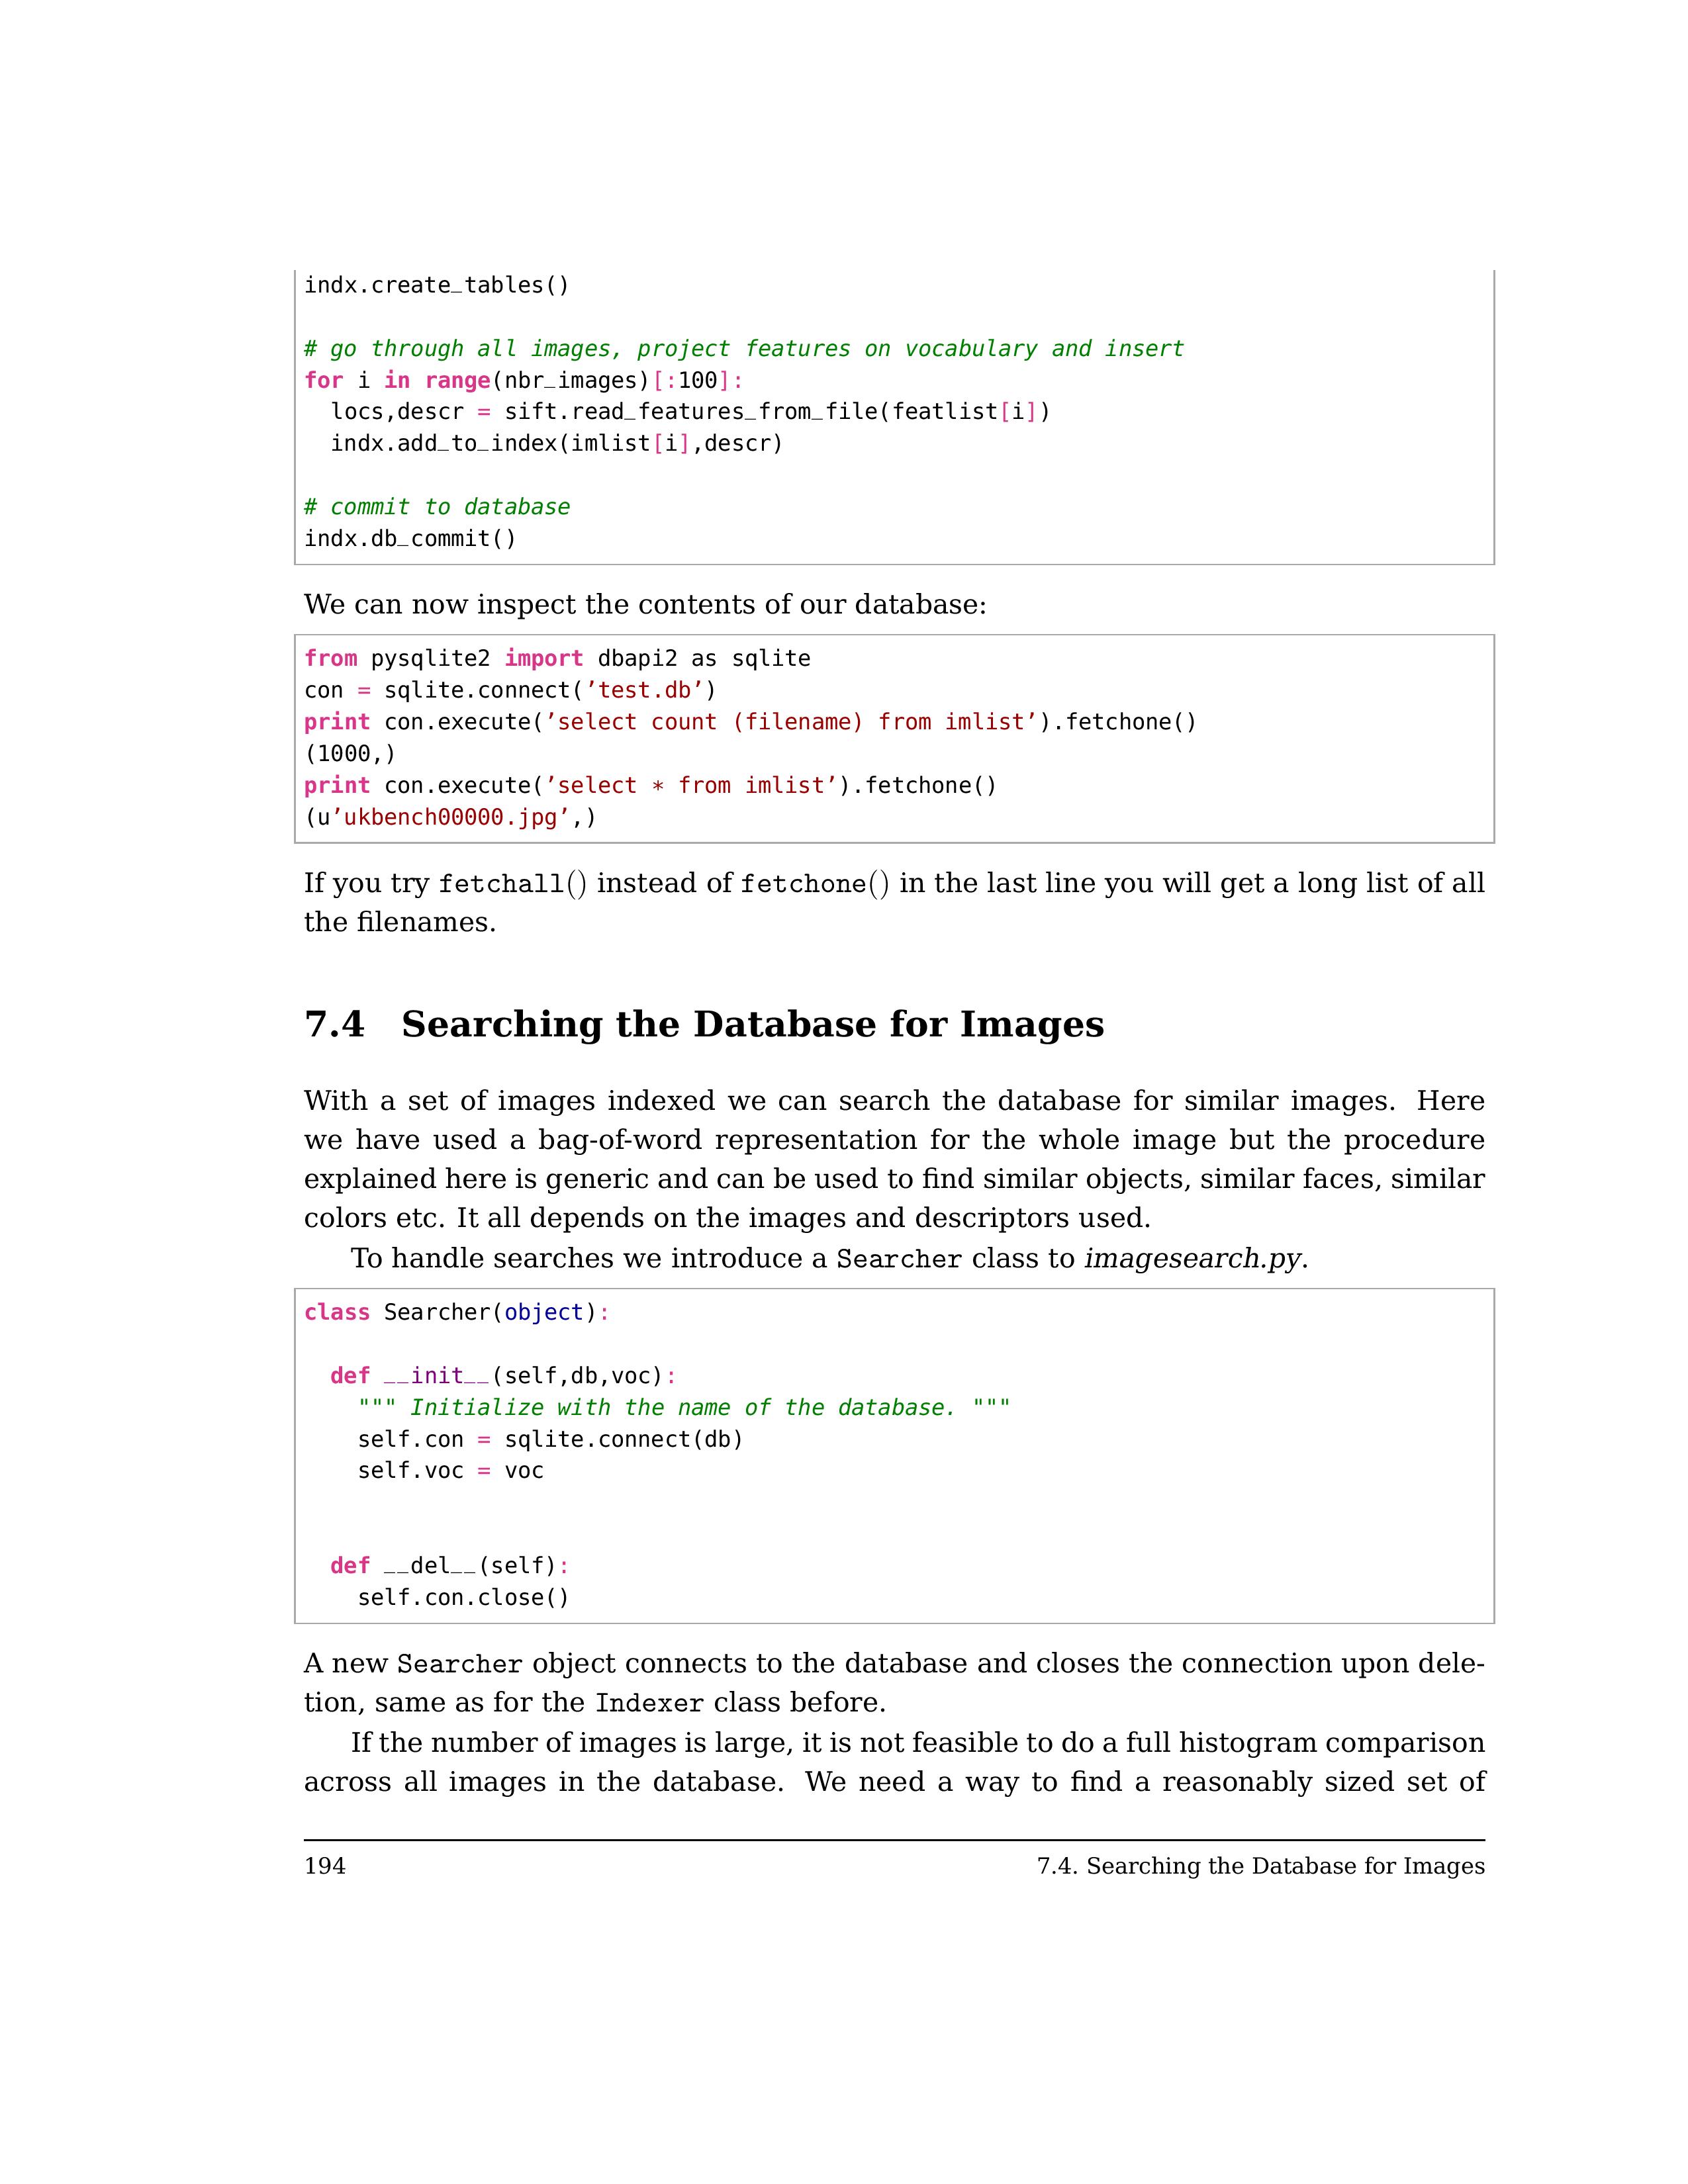 indx.create_tables()
# go through all images, project features on vocabulary and insert
for i in range(nbr_images)[:100]:
  locs,descr = sift.read_features_from_file(featlist[i])
  indx.add_to_index(imlist[i],descr)
# commit to database
indx.db_commit()
We can now inspect the contents of our database:
from pysqlite2 import dbapi2 as sqlite
con = sqlite.connect(’test.db’)
print con.execute(’select count (filename) from imlist’).fetchone()
(1000,)
print con.execute(’select * from imlist’).fetchone()
(u’ukbench00000.jpg’,)
If you try fetchall() instead of fetchone() in the last line you will get a long list of all
the filenames.
7.4 Searching the Database for Images
With a set of images indexed we can search the database for similar images. Here
we have used a bag-of-word representation for the whole image but the procedure
explained here is generic and can be used to find similar objects, similar faces, similar
colors etc. It all depends on the images and descriptors used.
To handle searches we introduce a Searcher class to imagesearch.py.
class Searcher(object):
  def __init__(self,db,voc):
    """ Initialize with the name of the database. """
    self.con = sqlite.connect(db)
    self.voc = voc
  def __del__(self):
    self.con.close()
A new Searcher object connects to the database and closes the connection upon dele-
tion, same as for the Indexer class before.
If the number of images is large, it is not feasible to do a full histogram comparison
across all images in the database. We need a way to find a reasonably sized set of
194 7.4. Searching the Database for Images